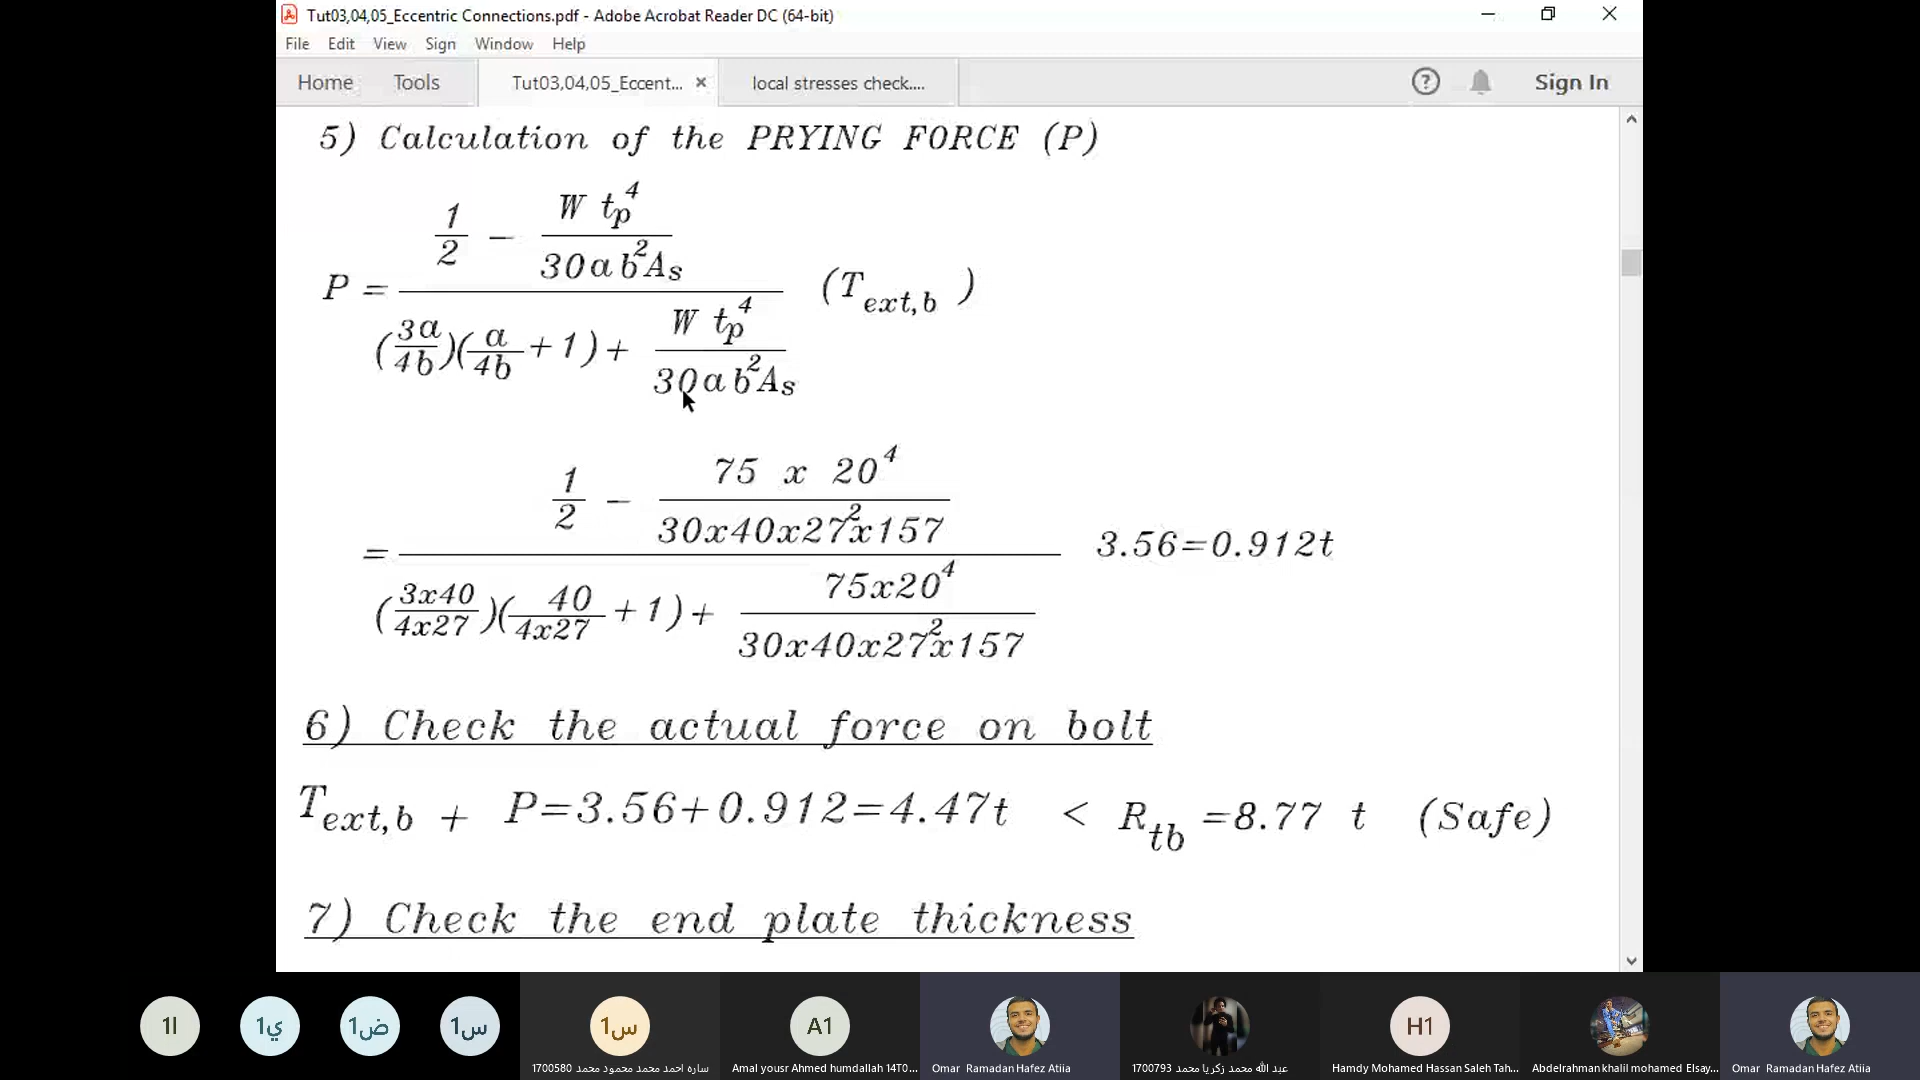 Tut03,04,05_Eccentric Connections.pdf - Adobe Acrobat Reader DC (64-bit)
File Edit View Sign Window Help
Home Tools Tut03,04,05_Eccent... × local stresses check.... ? Sign In
5) Calculation of the PRYING FORCE (P)
P = (1/2 − W tp^4 / 30 a b^2 As) / ((3a/4b)(a/4b + 1) + W tp^4 / 30 a b^2 As) (T ext,b )
= (1/2 − 75 x 20^4 / 30x40x27^2x157) / ((3x40/4x27)(40/4x27 + 1) + 75x20^4 / 30x40x27^2x157) 3.56=0.912t
6) Check the actual force on bolt
T ext,b + P=3.56+0.912=4.47t < R tb =8.77 t (Safe)
7) Check the end plate thickness
1ا 1ي 1ض 1س 1س A1 H1
ساره احمد محمد محمود محمد 1700580
Amal yousr Ahmed humdallah 14T0...
Omar Ramadan Hafez Atiia
عبد الله محمد زكريا محمد 1700793
Hamdy Mohamed Hassan Saleh Tah...
Abdelrahman khalil mohamed Elsay...
Omar Ramadan Hafez Atiia